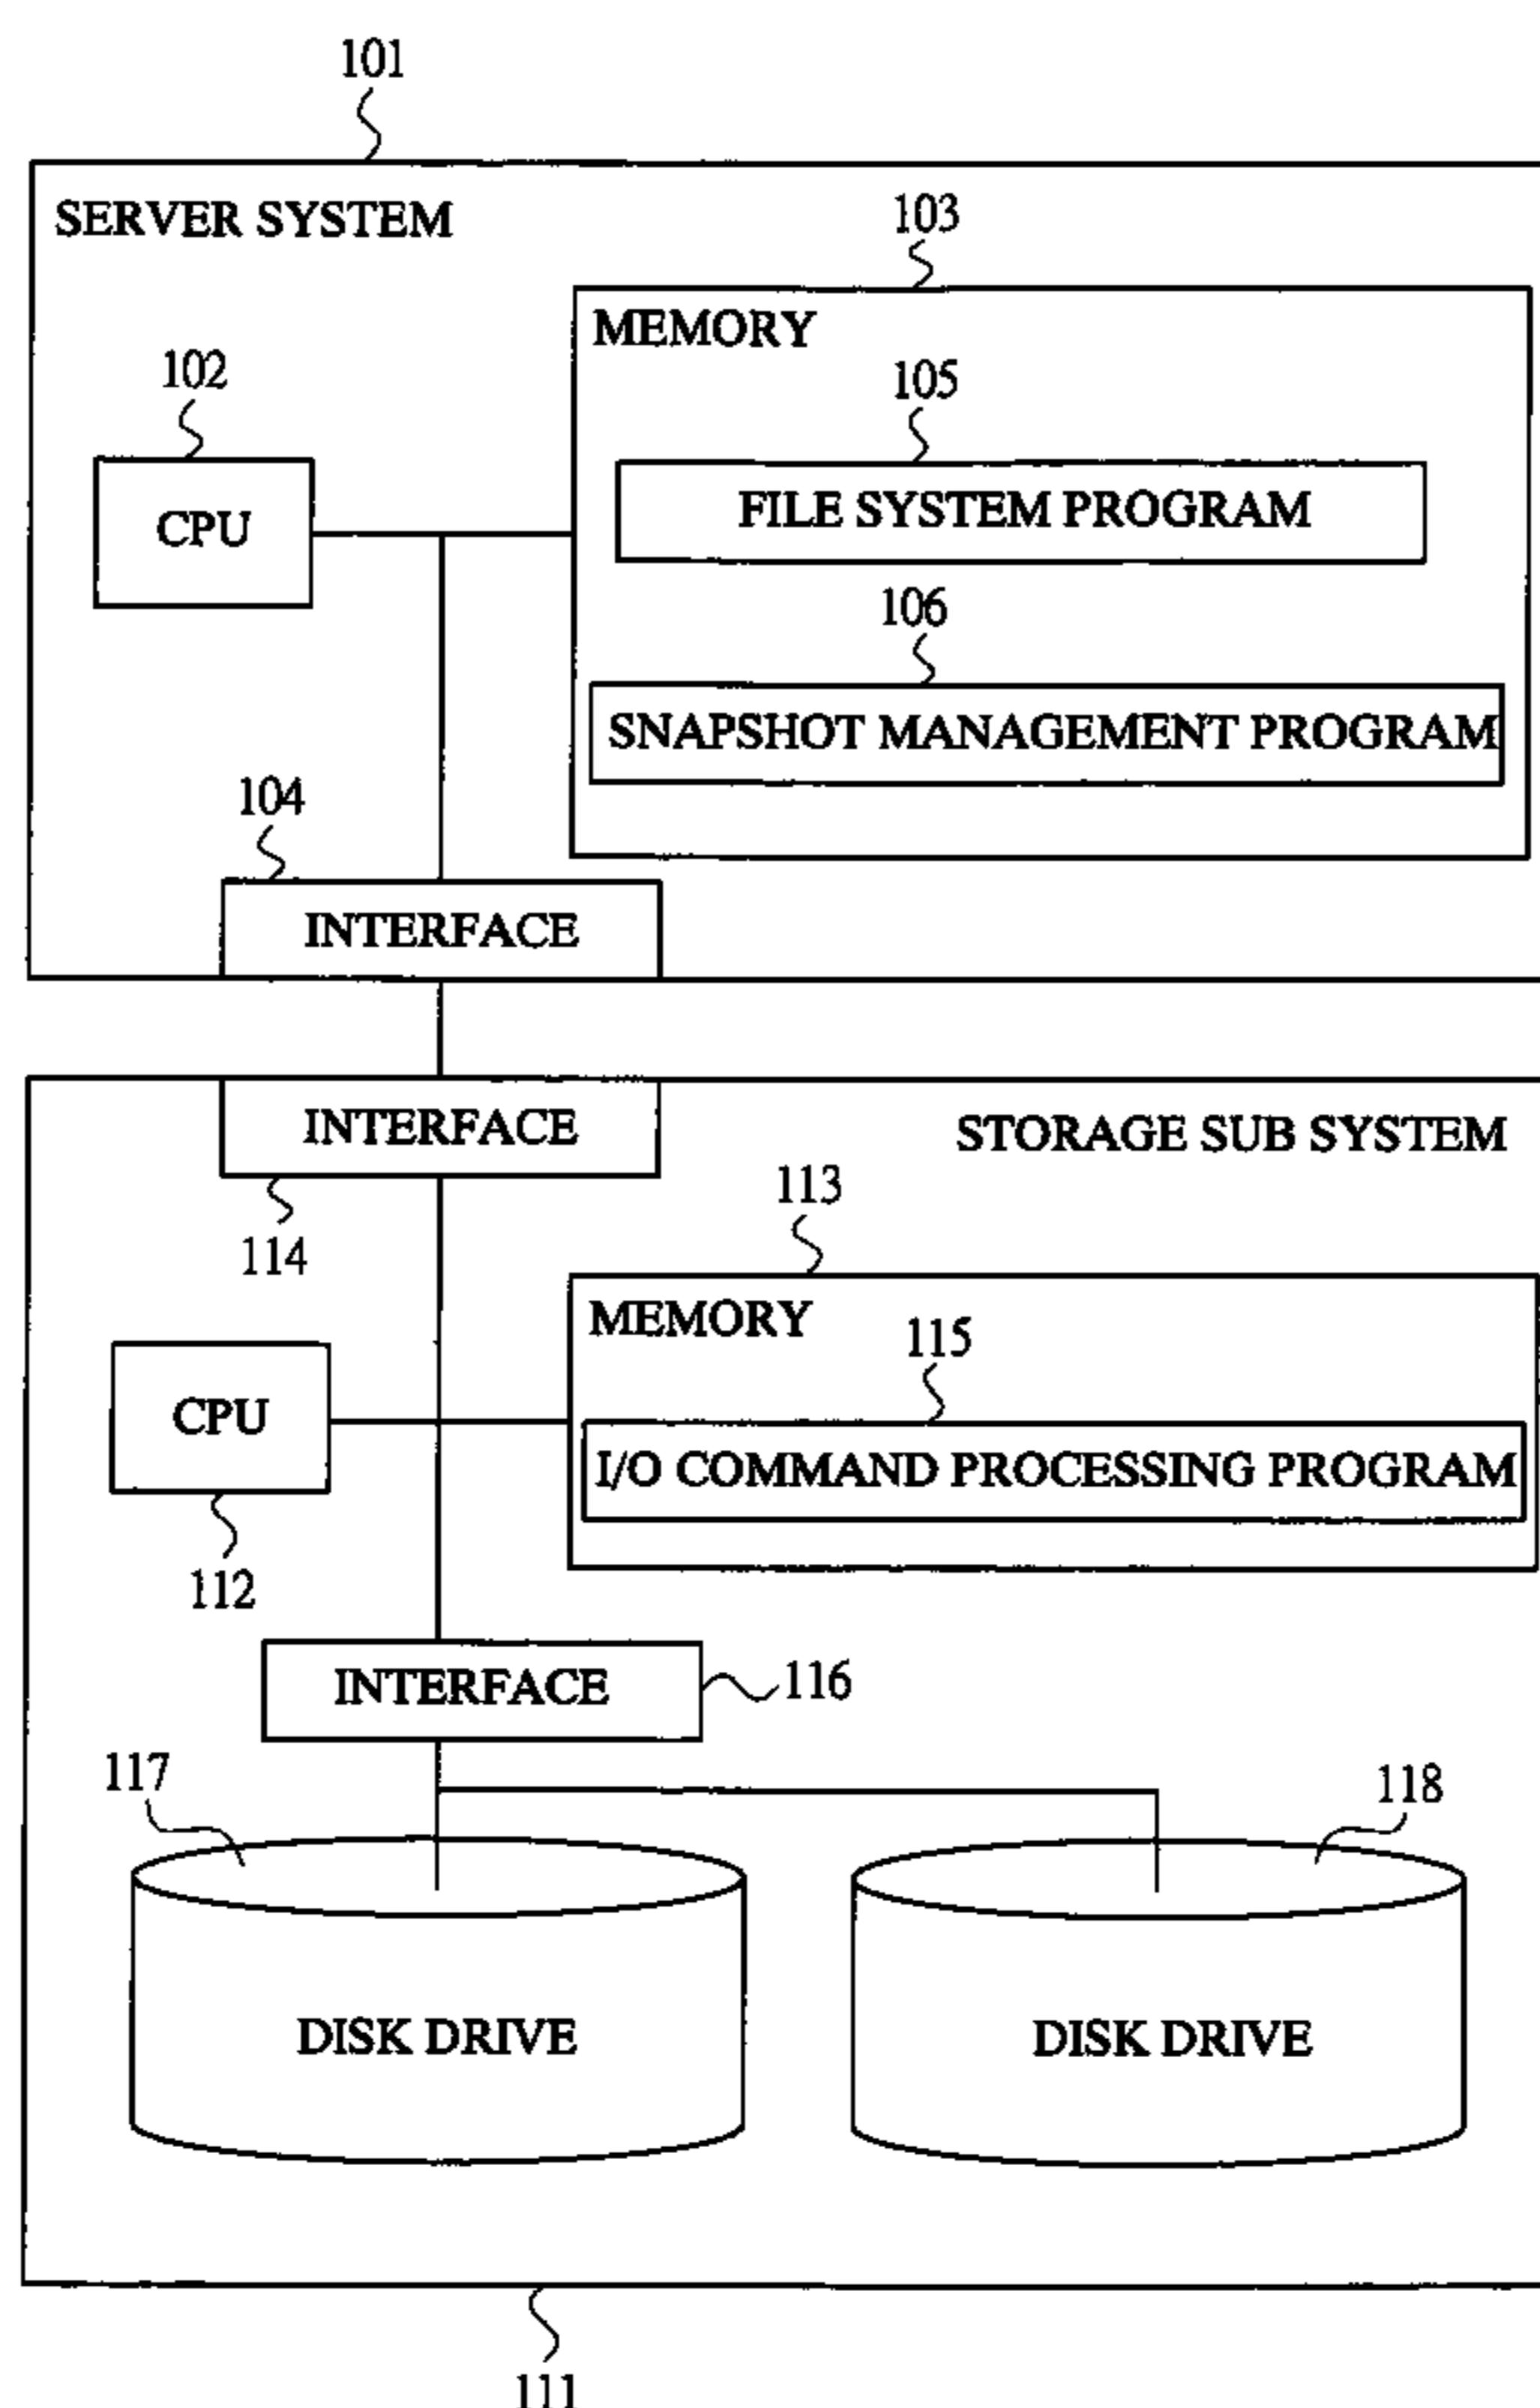 101
SERVER SYSTEM
103
MEMORY
102
105
CPU
FILE SYSTEM PROGRAM
106
SNAPSHOT MANAGEMENT PROGRAM
104
INTERFACE
INTERFACE
STORAGE SUB SYSTEM
113
114
MEMORY
115
CPU
I/O COMMAND PROCESSING PROGRAM
112
INTERFACE
116
117
118
DISK DRIVE
DISK DRIVE
111